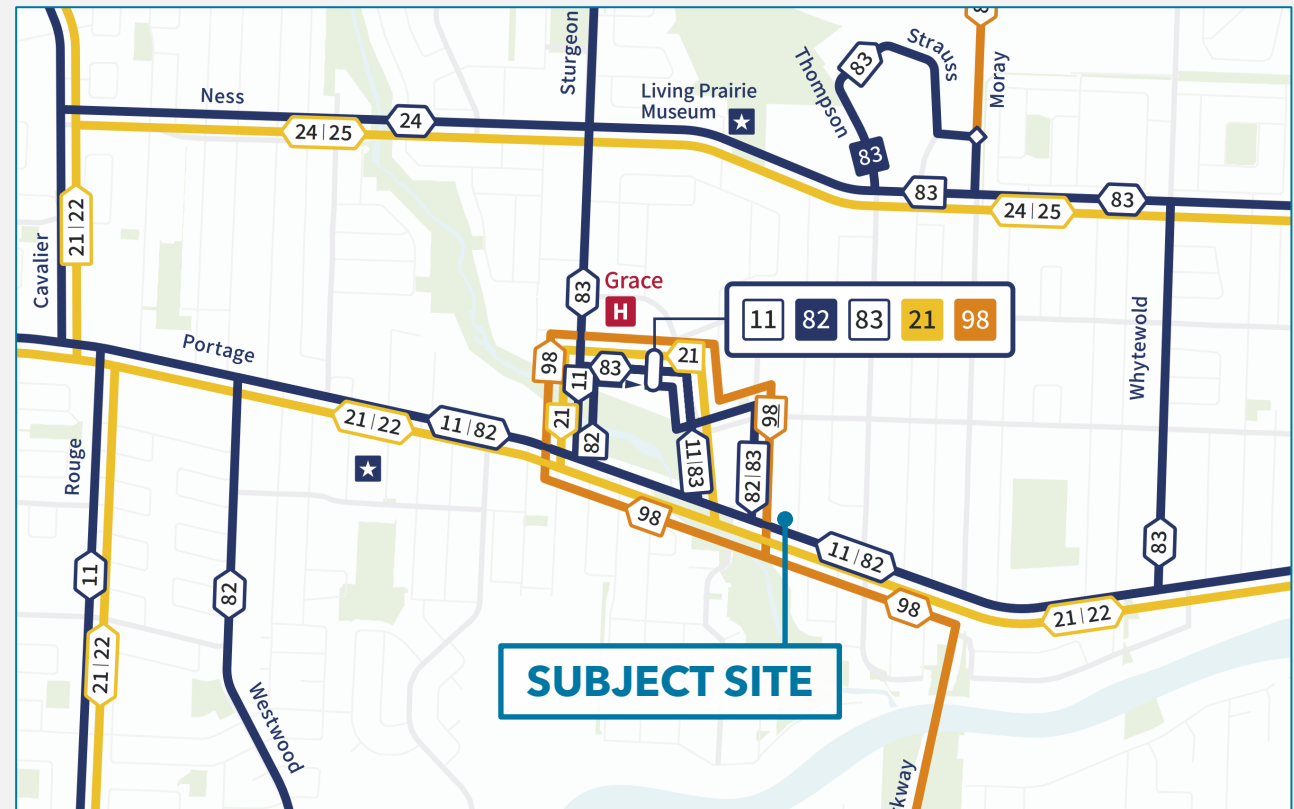 Sturgeon
Strauss
83
Thompson
Moray
Living Prairie
Museum
Ness
24
24|25
83
83
83
24|25
21|22
Cavalier
Grace
H
83
11 82 83 21 98
Whytewold
Portage
98
83
21
11
21|22
11|82
21
82
98
11|83
82|83
Rouge
98
11|82
83
11
82
98
21|22
21|22
SUBJECT SITE
Westwood